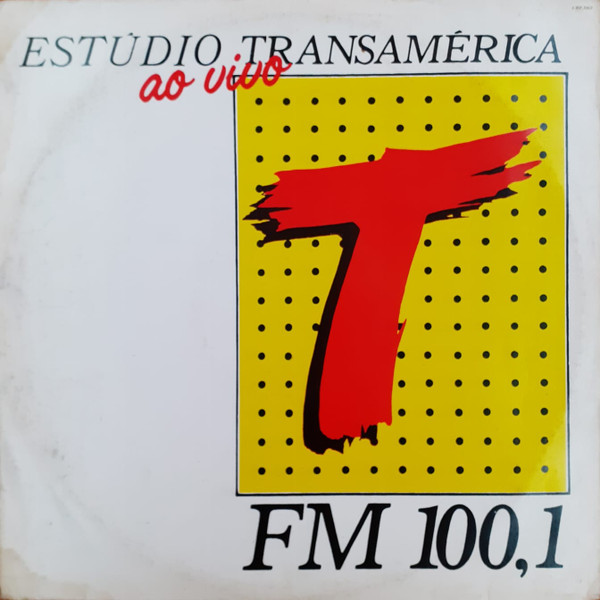 ESTÚDIO TRANSAMÉRICA
ao vivo
T
FM 100,1